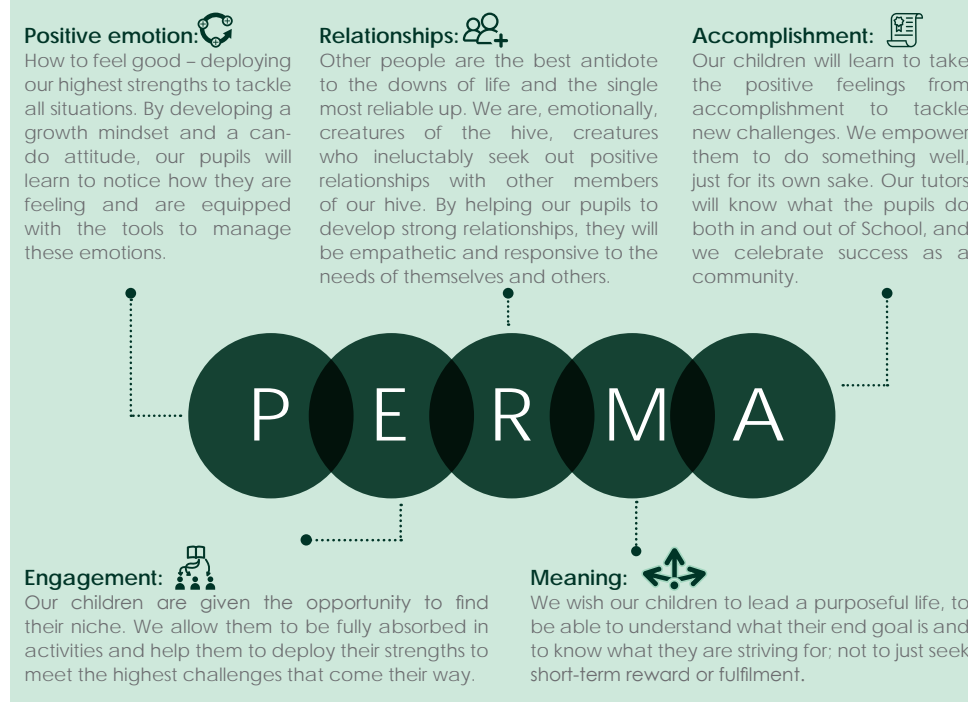 Positive emotion:
How to feel good – deploying
our highest strengths to tackle
all situations. By developing a
growth mindset and a can-
do attitude, our pupils will
learn to notice how they are
feeling and are equipped
with the tools to manage
these emotions.
Relationships:
Other people are the best antidote
to the downs of life and the single
most reliable up. We are, emotionally,
creatures of the hive, creatures
who ineluctably seek out positive
relationships with other members
of our hive. By helping our pupils to
develop strong relationships, they will
be empathetic and responsive to the
needs of themselves and others.
Accomplishment:
Our children will learn to take
the positive feelings from
accomplishment to tackle
new challenges. We empower
them to do something well,
just for its own sake. Our tutors
will know what the pupils do
both in and out of School, and
we celebrate success as a
community.
P E R M A
Engagement:
Our children are given the opportunity to find
their niche. We allow them to be fully absorbed in
activities and help them to deploy their strengths to
meet the highest challenges that come their way.
Meaning:
We wish our children to lead a purposeful life, to
be able to understand what their end goal is and
to know what they are striving for; not to just seek
short-term reward or fulfilment.